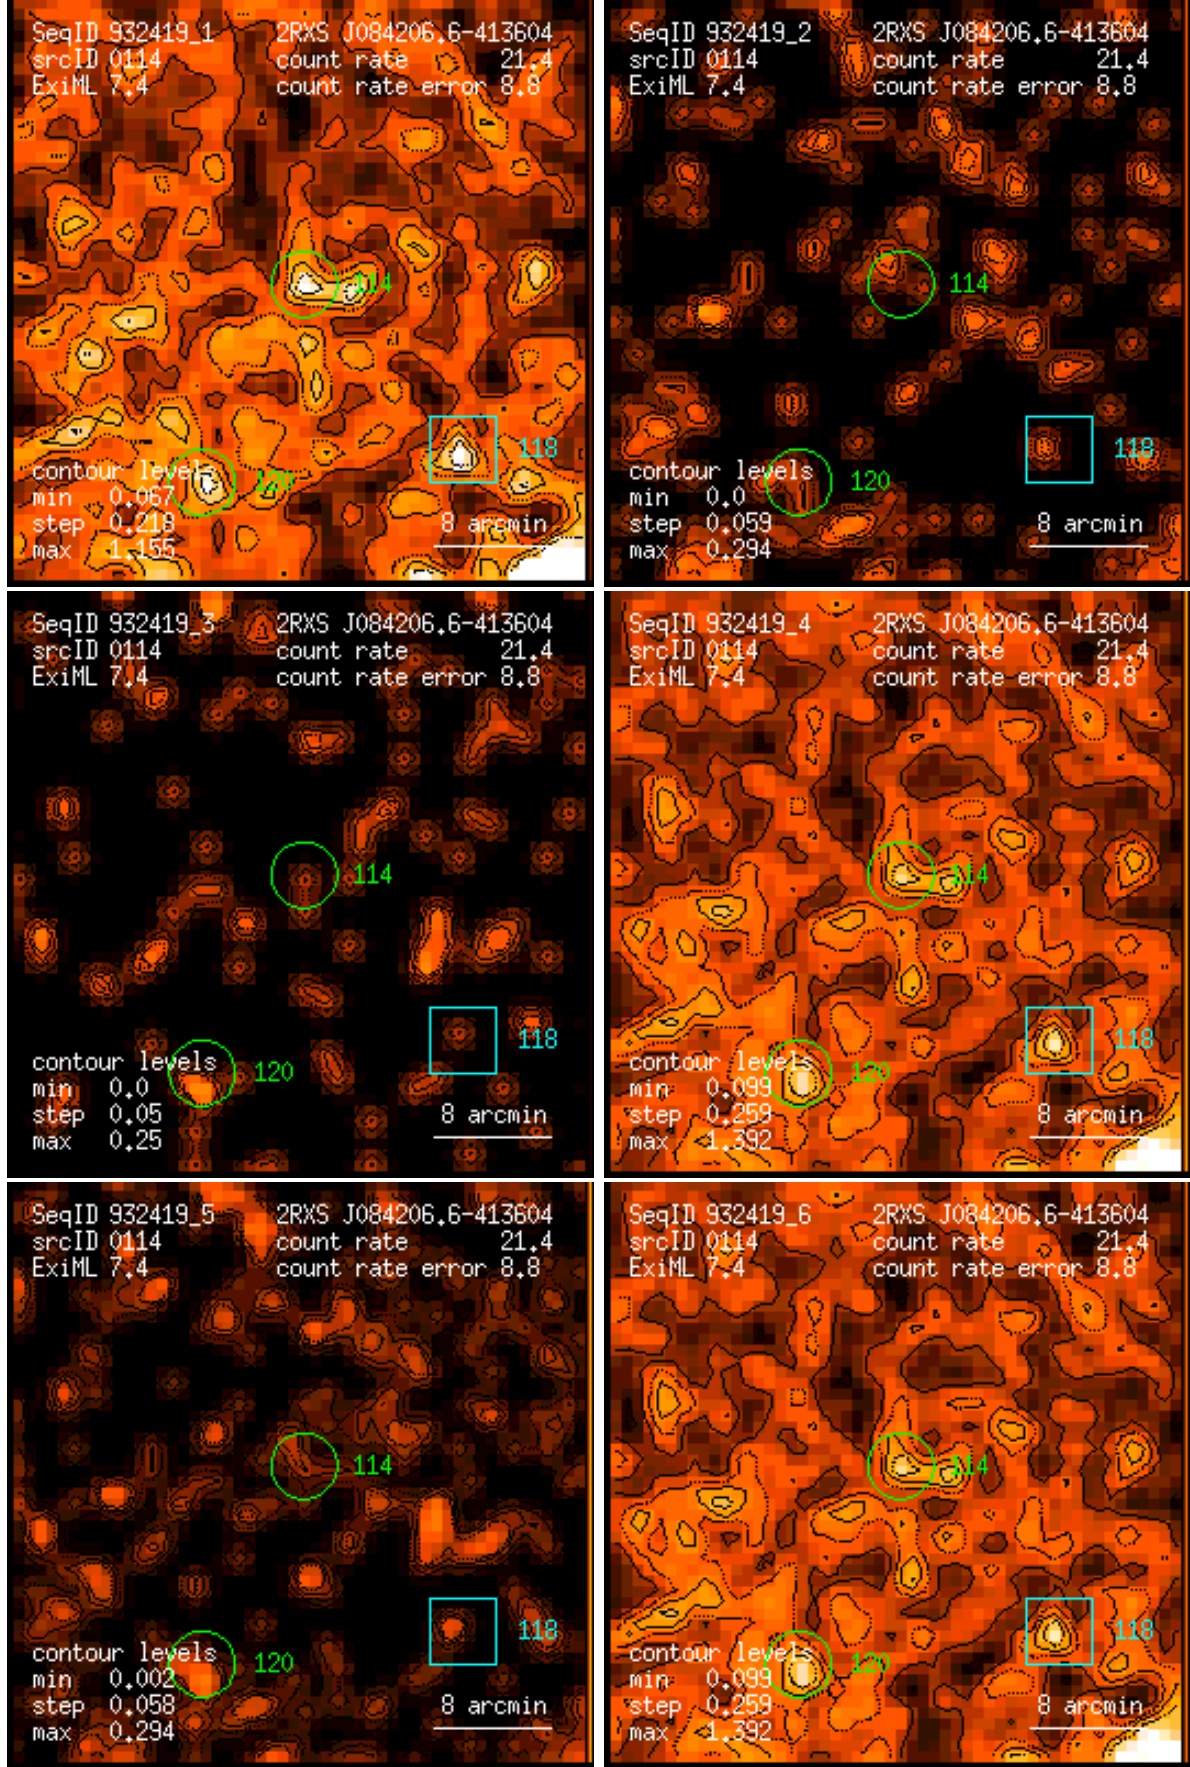 SeqID 932419_1 2RXS J084206.6-413604
srcID 0114 count rate 21.4
ExiML 7.4 count rate error 8.8
114
118
contour levels
120
min 0.067
step 0.218
max 1.155
8 arcmin
SeqID 932419_2 2RXS J084206.6-413604
srcID 0114 count rate 21.4
ExiML 7.4 count rate error 8.8
114
118
contour levels
120
min 0.0
step 0.059
max 0.294
8 arcmin
SeqID 932419_3 2RXS J084206.6-413604
srcID 0114 count rate 21.4
ExiML 7.4 count rate error 8.8
114
118
contour levels
120
min 0.0
step 0.05
max 0.25
8 arcmin
SeqID 932419_4 2RXS J084206.6-413604
srcID 0114 count rate 21.4
ExiML 7.4 count rate error 8.8
114
118
contour levels
120
min 0.099
step 0.259
max 1.392
8 arcmin
SeqID 932419_5 2RXS J084206.6-413604
srcID 0114 count rate 21.4
ExiML 7.4 count rate error 8.8
114
118
contour levels
120
min 0.002
step 0.058
max 0.294
8 arcmin
SeqID 932419_6 2RXS J084206.6-413604
srcID 0114 count rate 21.4
ExiML 7.4 count rate error 8.8
114
118
contour levels
120
min 0.099
step 0.259
max 1.392
8 arcmin